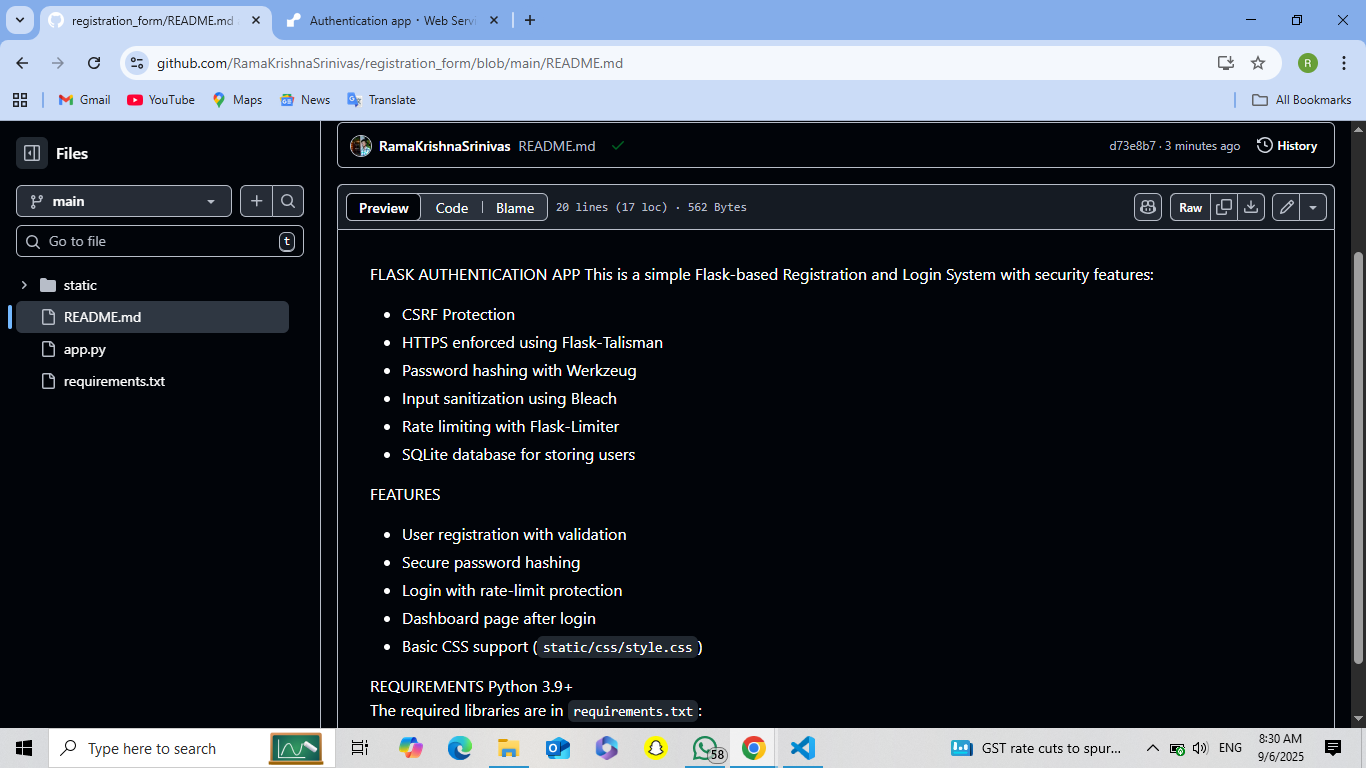 registration_form/README.md
Authentication app · Web Servi
github.com/RamaKrishnaSrinivas/registration_form/blob/main/README.md
R
Gmail
YouTube
Maps
News
Translate
All Bookmarks
Files
RamaKrishnaSrinivas README.md
d73e8b7 · 3 minutes ago
History
main
Preview
Code
Blame
20 lines (17 loc) · 562 Bytes
Raw
Go to file
t
static
README.md
app.py
requirements.txt
FLASK AUTHENTICATION APP This is a simple Flask-based Registration and Login System with security features:
• CSRF Protection
• HTTPS enforced using Flask-Talisman
• Password hashing with Werkzeug
• Input sanitization using Bleach
• Rate limiting with Flask-Limiter
• SQLite database for storing users
FEATURES
• User registration with validation
• Secure password hashing
• Login with rate-limit protection
• Dashboard page after login
• Basic CSS support (static/css/style.css)
REQUIREMENTS Python 3.9+
The required libraries are in requirements.txt:
Type here to search
58
GST rate cuts to spur...
ENG
8:30 AM
9/6/2025